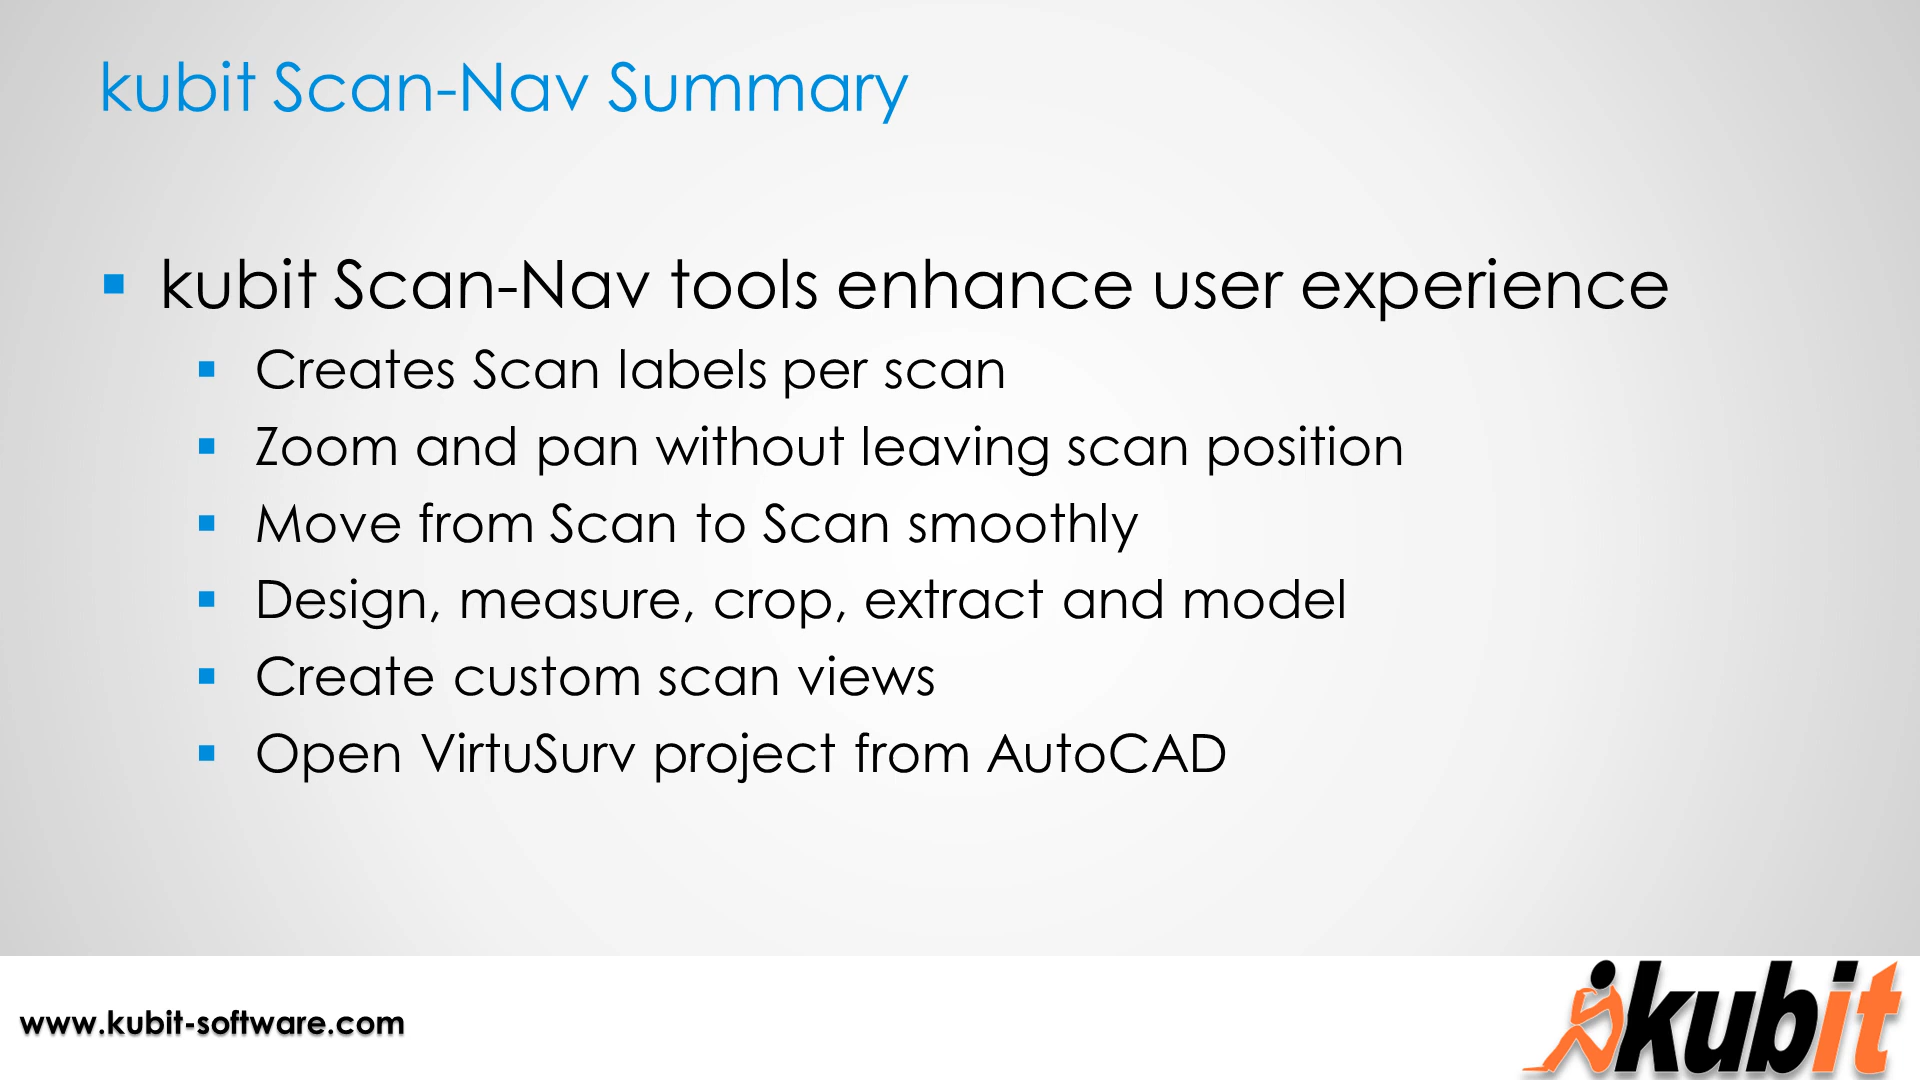 kubit Scan-Nav Summary
kubit Scan-Nav tools enhance user experience
Creates Scan labels per scan
Zoom and pan without leaving scan position
Move from Scan to Scan smoothly
Design, measure, crop, extract and model
Create custom scan views
Open VirtuSurv project from AutoCAD
www.kubit-software.com
kubit